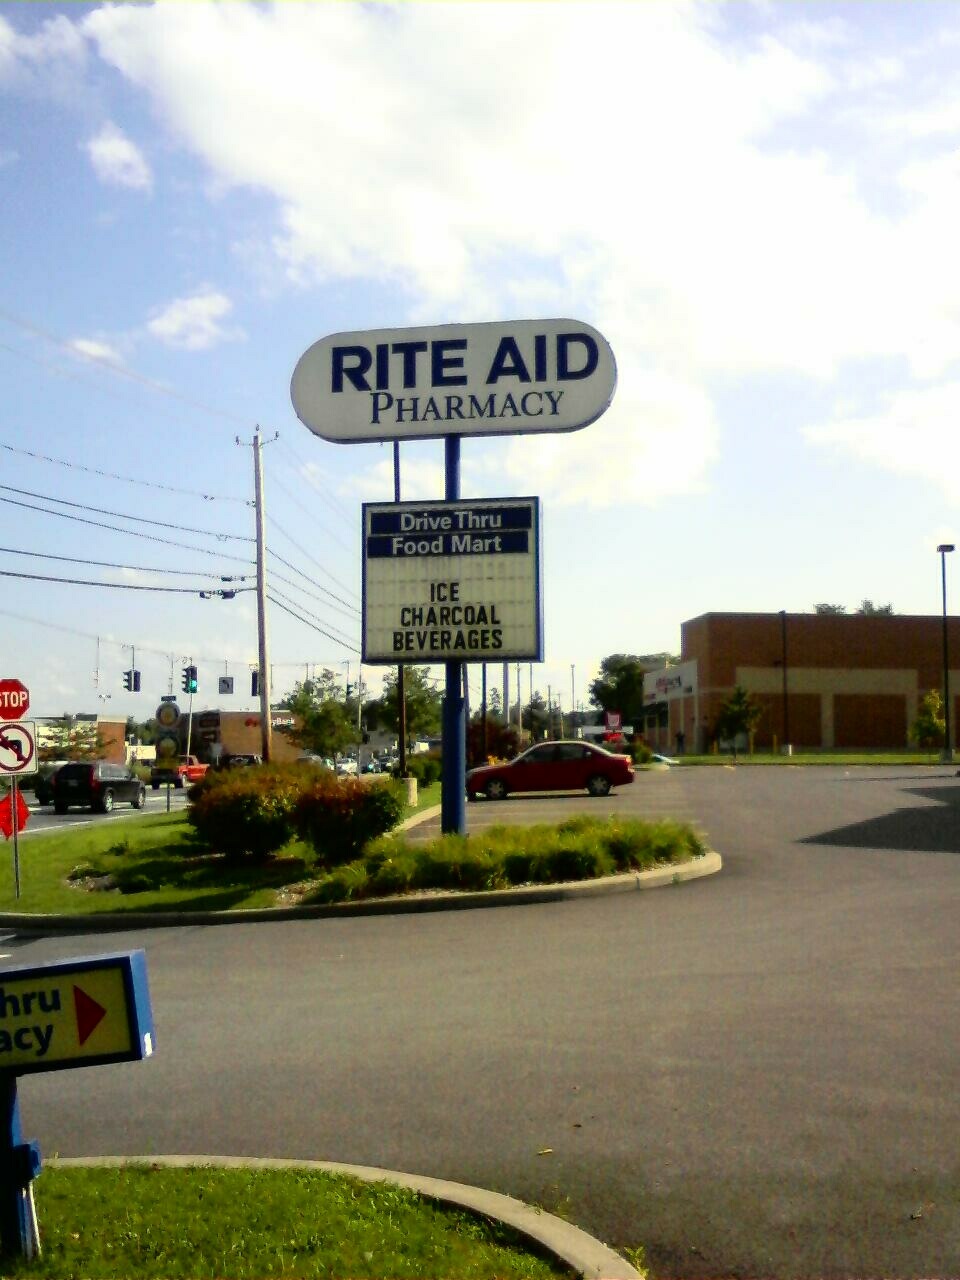 RITE AID
PHARMACY
Drive Thru
Food Mart
ICE
CHARCOAL
BEVERAGES
STOP
hru
acy